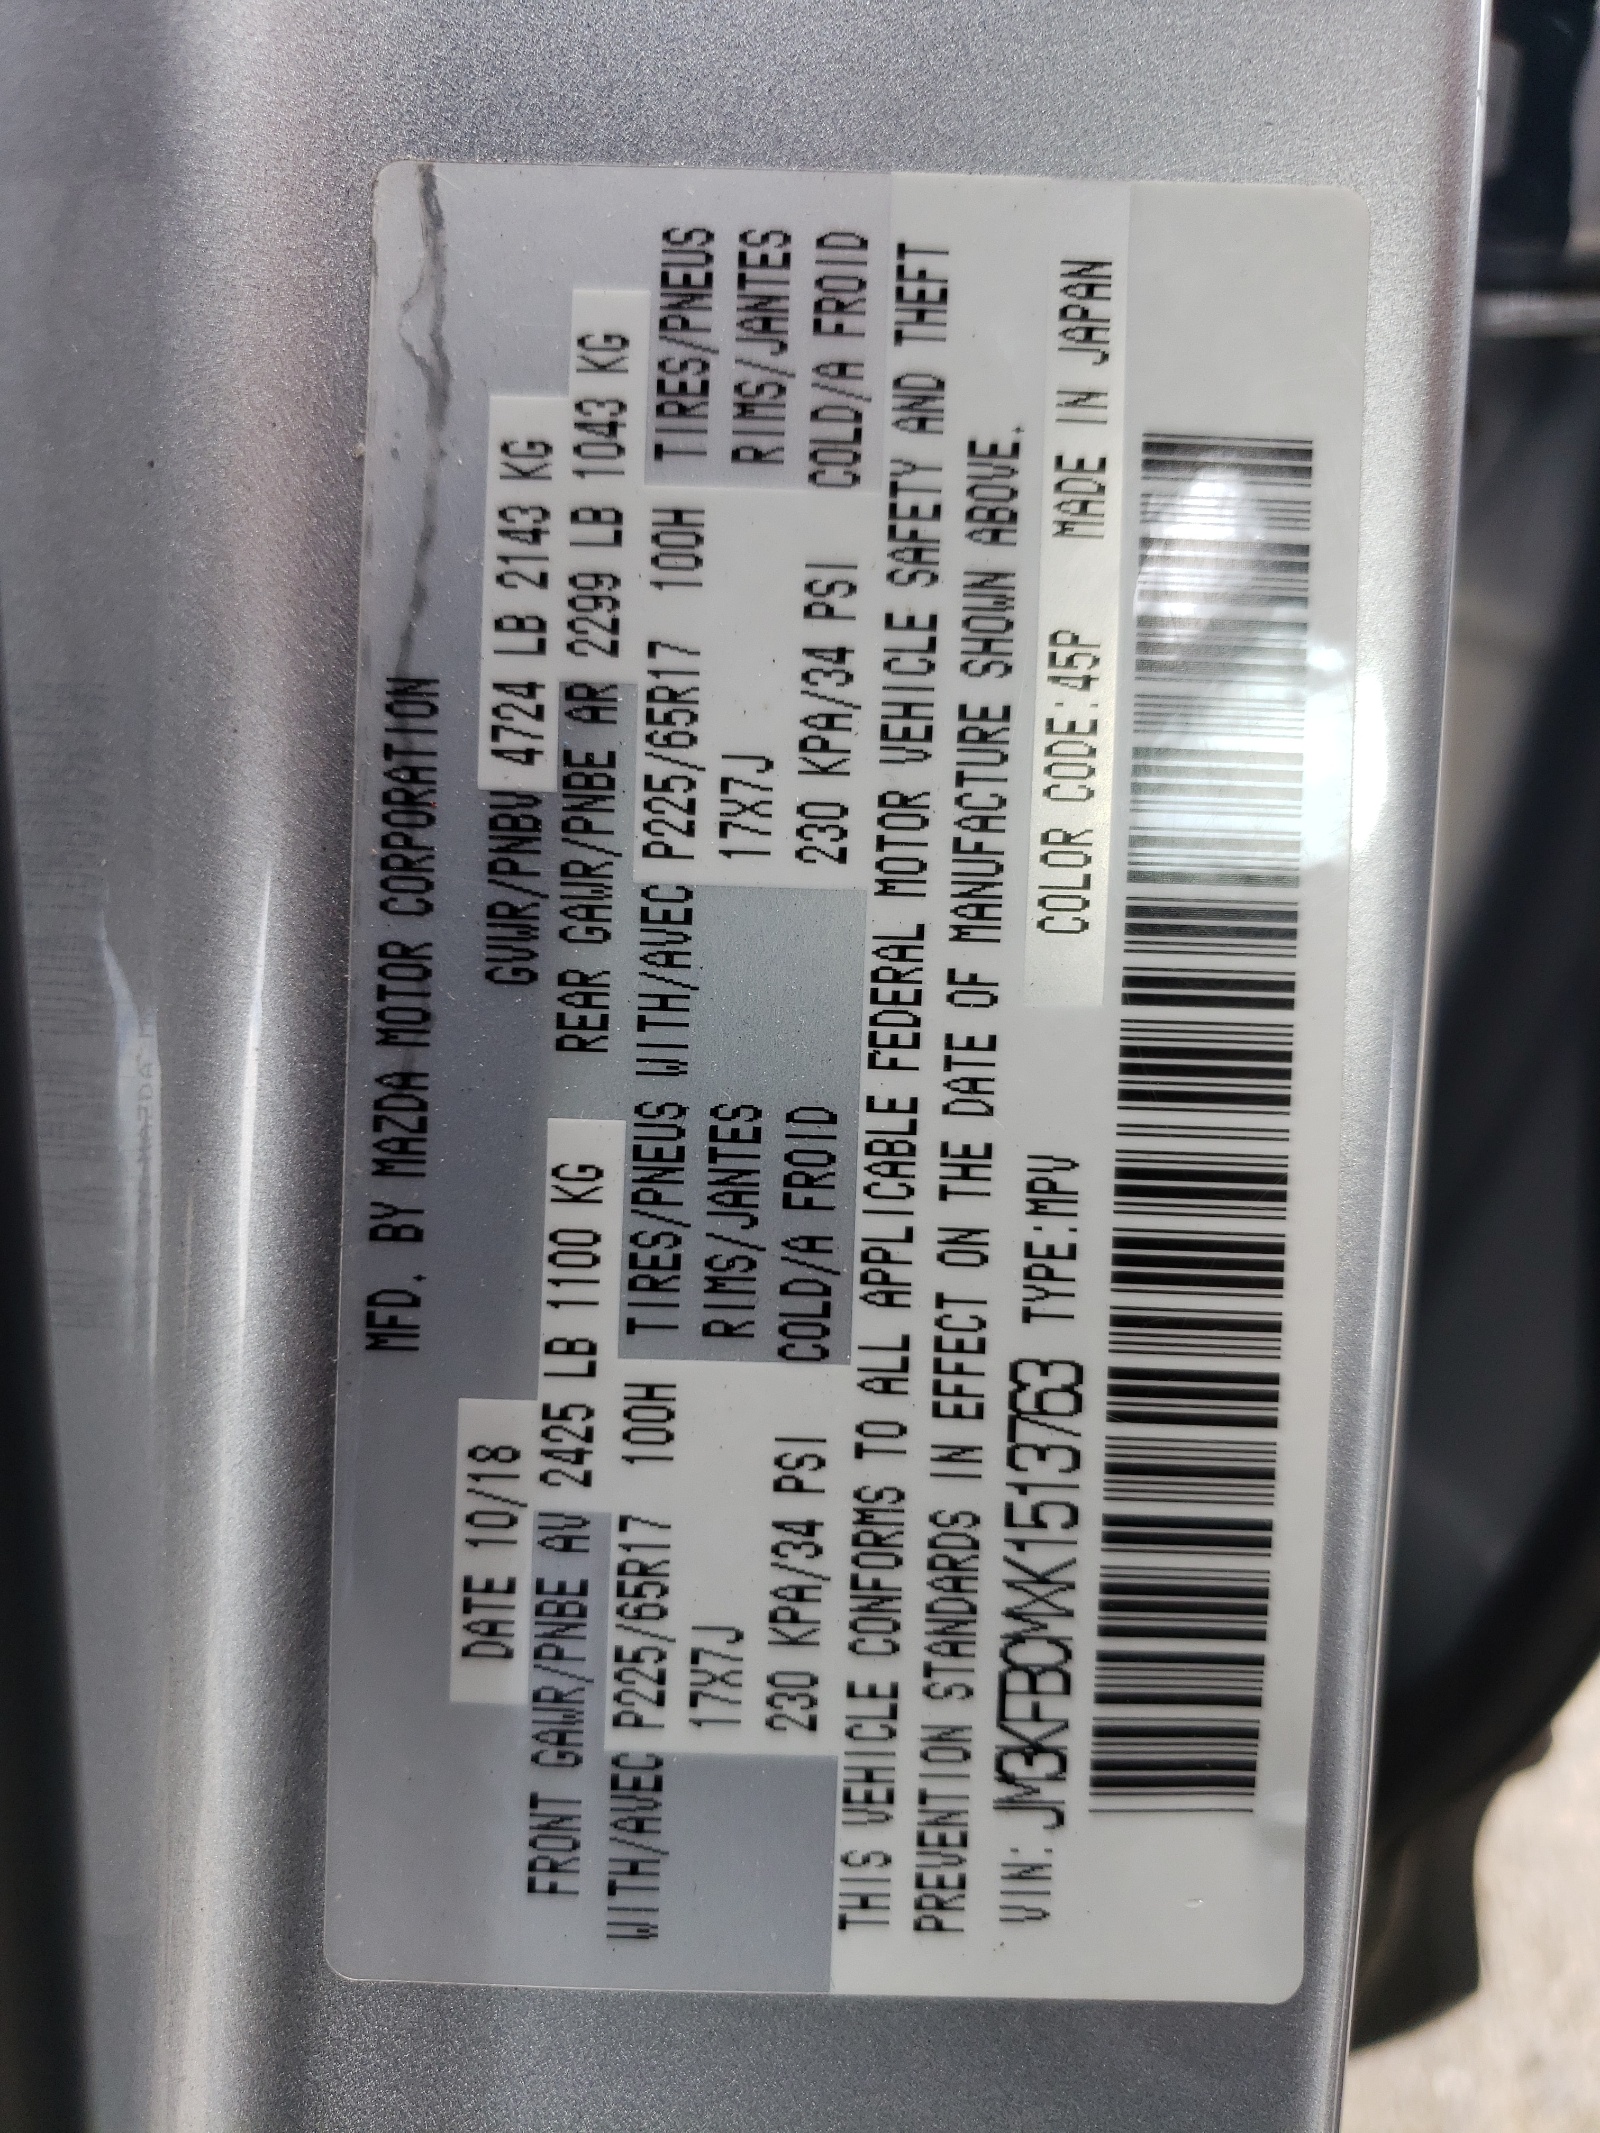 MFD. BY MAZDA MOTOR CORPORATION
DATE 10/18 GVWR/PNBV 4724 LB 2143 KG
FRONT GAWR/PNBE AV 2425 LB 1100 KG REAR GAWR/PNBE AR 2299 LB 1043 KG
WITH/AVEC P225/65R17 100H TIRES/PNEUS WITH/AVEC P225/65R17 100H TIRES/PNEUS
17X7J RIMS/JANTES 17X7J RIMS/JANTES
230 KPA/34 PSI COLD/A FROID 230 KPA/34 PSI COLD/A FROID
THIS VEHICLE CONFORMS TO ALL APPLICABLE FEDERAL MOTOR VEHICLE SAFETY AND THEFT
PREVENTION STANDARDS IN EFFECT ON THE DATE OF MANUFACTURE SHOWN ABOVE.
VIN: JM3KFBCMXK1513763 TYPE:MPV COLOR CODE:45P MADE IN JAPAN